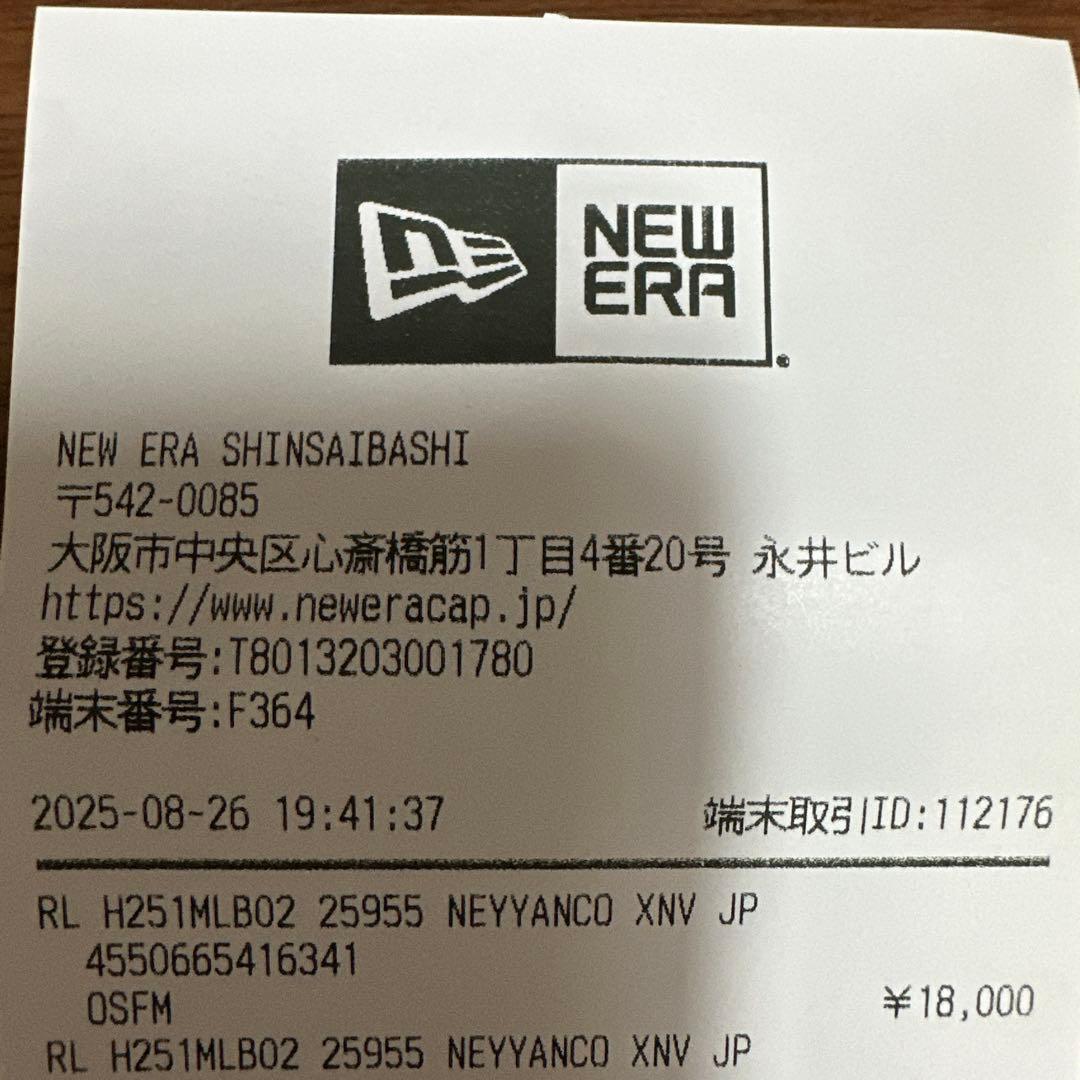 NEW
ERA
NEW ERA SHINSAIBASHI
〒542-0085
大阪市中央区心斎橋筋1丁目4番20号 永井ビル
https://www.neweracap.jp/
登録番号:T8013203001780
端末番号:F364
2025-08-26 19:41:37 端末取引ID:112176
RL H251MLB02 25955 NEYYANCO XNV JP
4550665416341
OSFM ¥18,000
RL H251MLB02 25955 NEYYANCO XNV JP